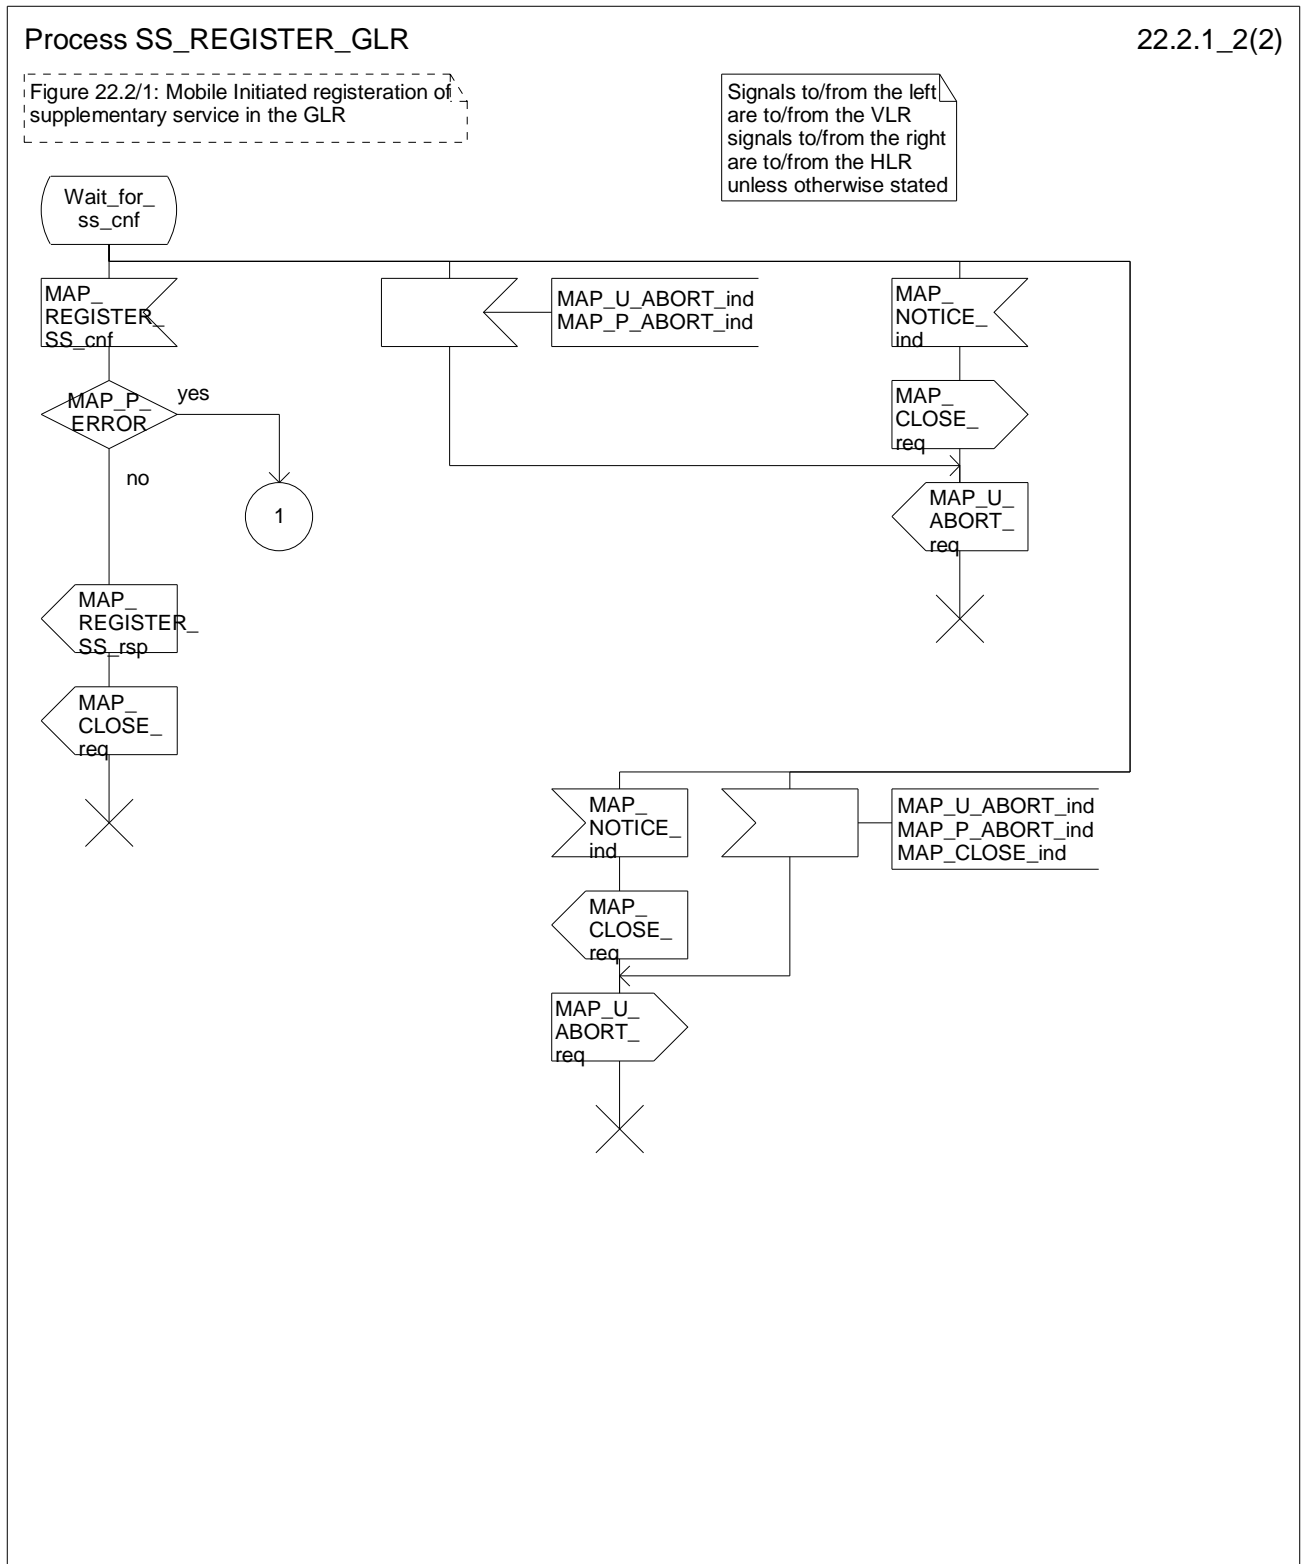 Process SS_REGISTER_GLR
22.2.1_2(2)
Figure 22.2/1: Mobile Initiated registeration of
supplementary service in the GLR
Signals to/from the left
are to/from the VLR
signals to/from the right
are to/from the HLR
unless otherwise stated
Wait_for_
ss_cnf
MAP_
REGISTER_
SS_cnf
MAP_U_ABORT_ind
MAP_P_ABORT_ind
MAP_
NOTICE_
ind
MAP_P_
ERROR
yes
no
1
MAP_
CLOSE_
req
MAP_U_
ABORT_
req
MAP_
REGISTER_
SS_rsp
MAP_
CLOSE_
req
MAP_
NOTICE_
ind
MAP_U_ABORT_ind
MAP_P_ABORT_ind
MAP_CLOSE_ind
MAP_
CLOSE_
req
MAP_U_
ABORT_
req